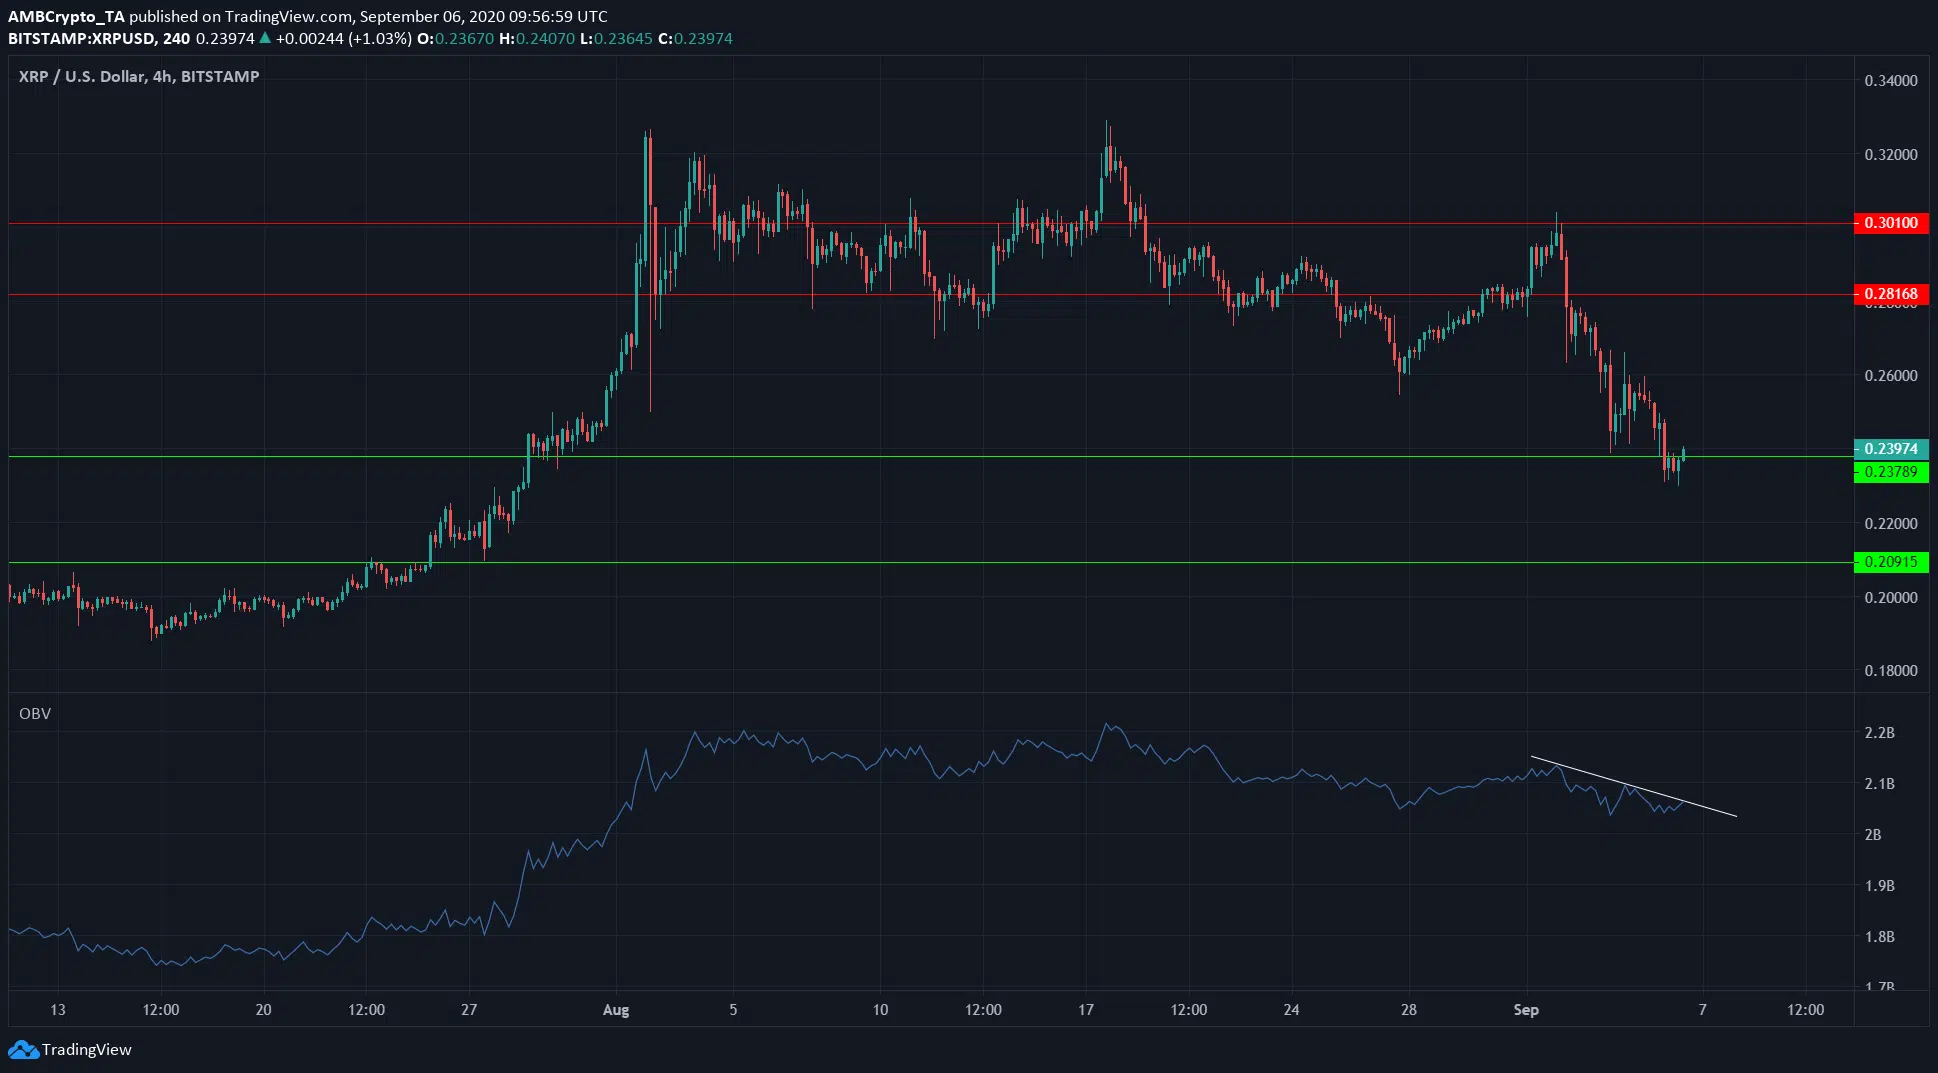 AMBCrypto_TA published on TradingView.com, September 06, 2020 09:56:59 UTC
BITSTAMP:XRPUSD, 240 0.23974 ▲ +0.00244 (+1.03%) O:0.23670 H:0.24070 L:0.23645 C:0.23974
XRP / U.S. Dollar, 4h, BITSTAMP
0.34000
0.32000
0.30100
0.28168
0.26000
0.23974
0.23789
0.22000
0.20915
0.20000
0.18000
OBV
2.2B
2.1B
2B
1.9B
1.8B
1.7B
13 12:00 20 12:00 27 Aug 5 10 12:00 17 12:00 24 28 Sep 7 12:00
TradingView